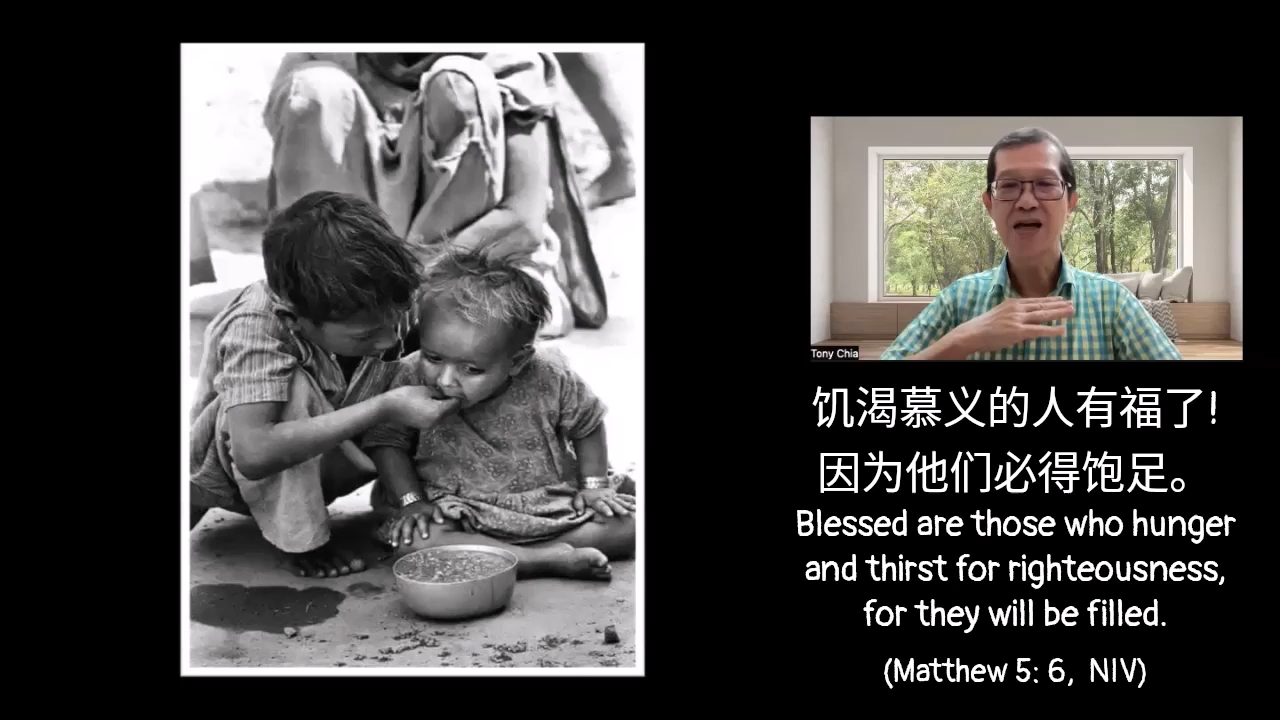 Tony Chia
饥渴慕义的人有福了!
因为他们必得饱足。
Blessed are those who hunger
and thirst for righteousness,
for they will be filled.
(Matthew 5: 6, NIV)